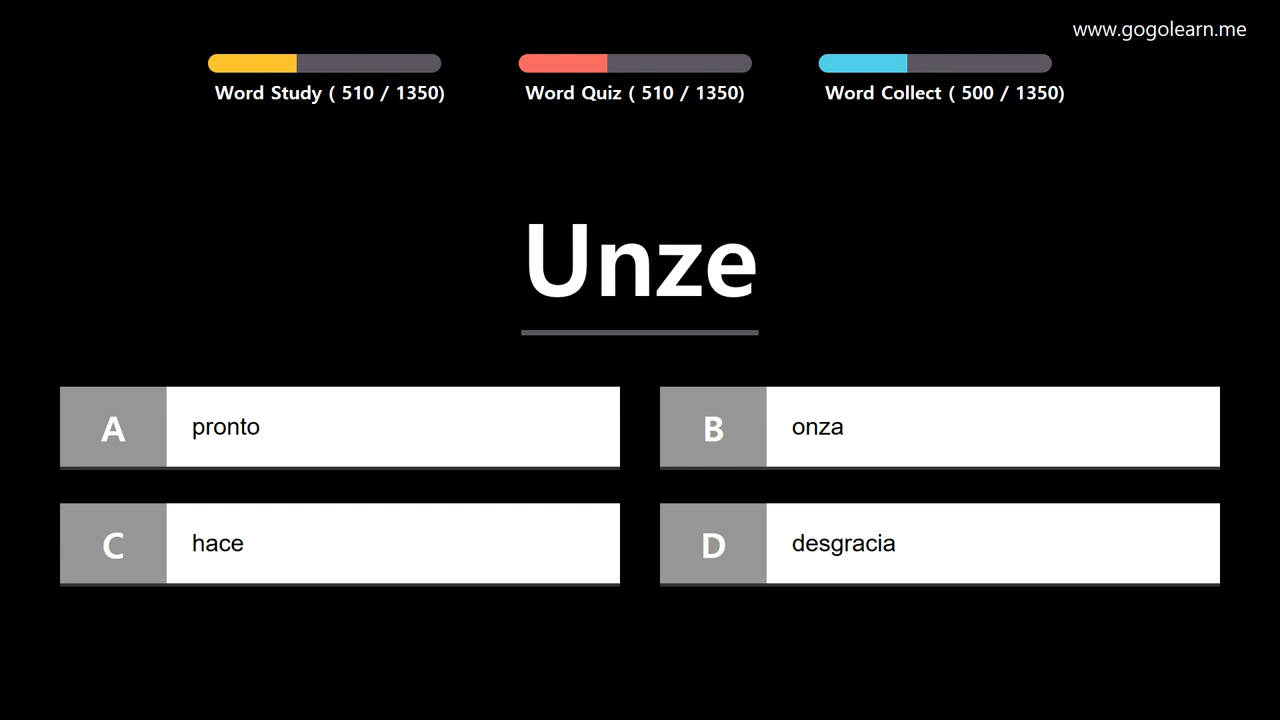 www.gogolearn.me
Word Study ( 510 / 1350)
Word Quiz ( 510 / 1350)
Word Collect ( 500 / 1350)
Unze
A pronto
B onza
C hace
D desgracia